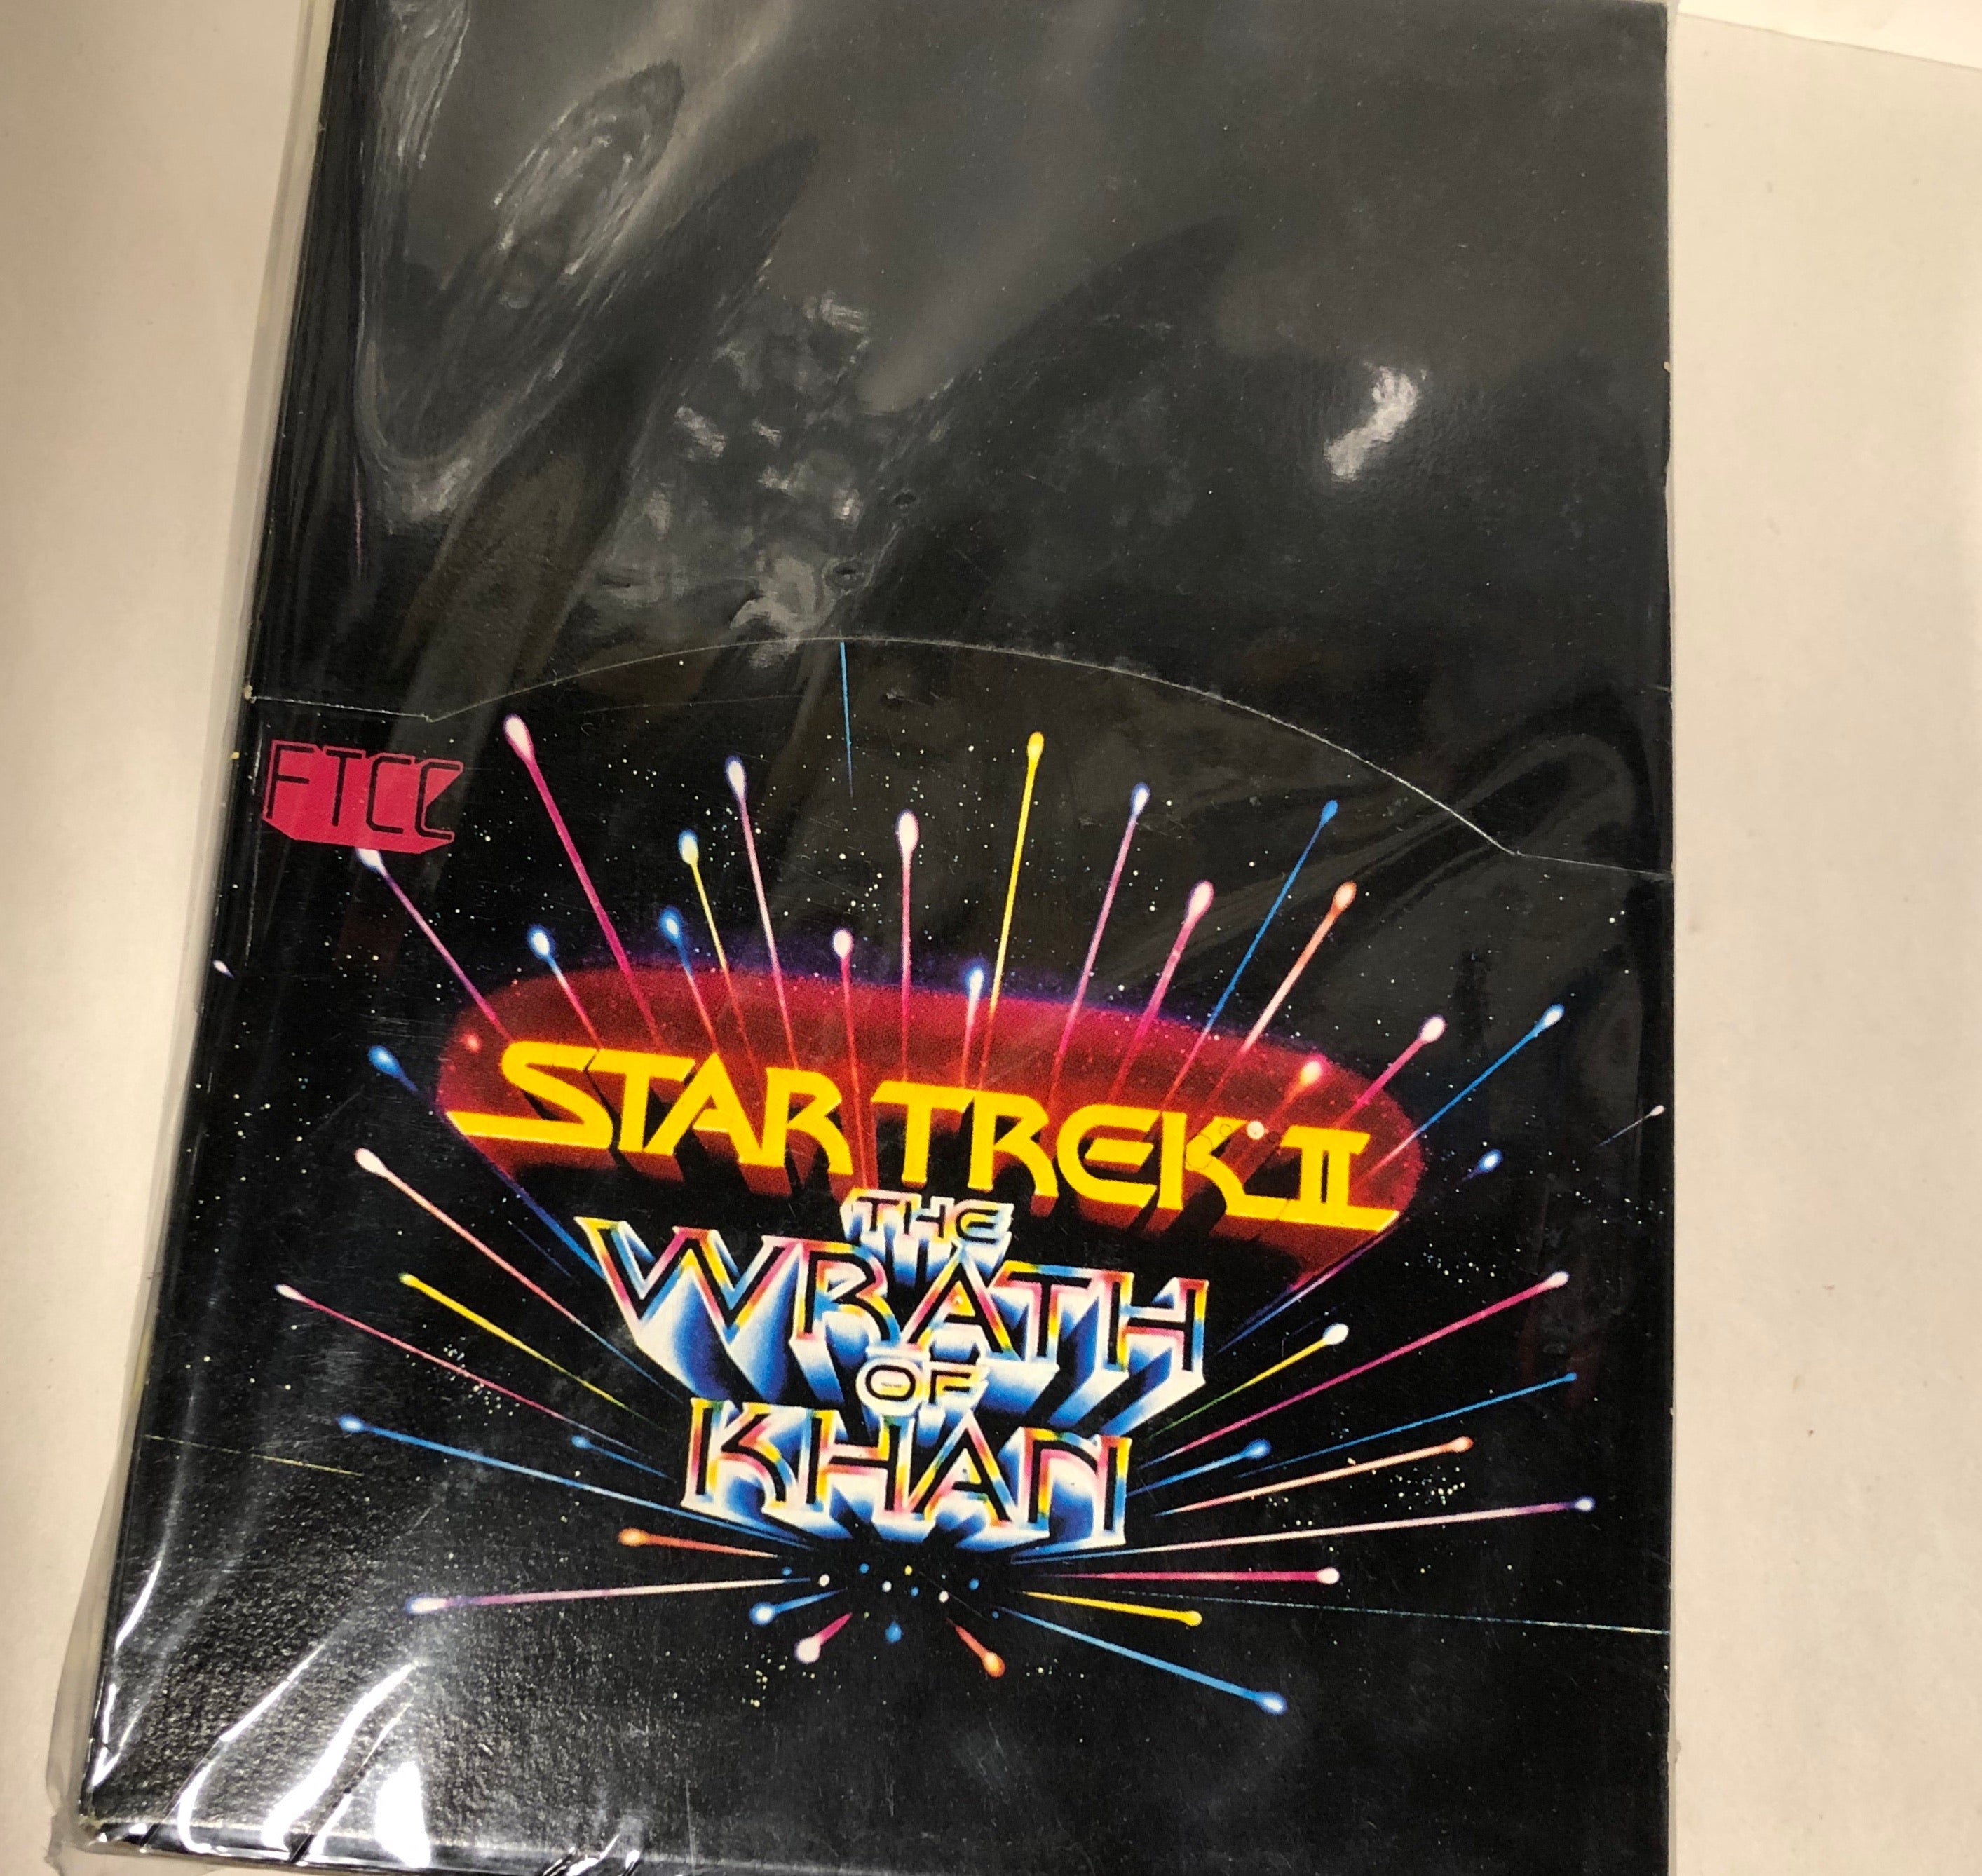 FTCC
STAR TREK II
THE
WRATH
OF
KHAN